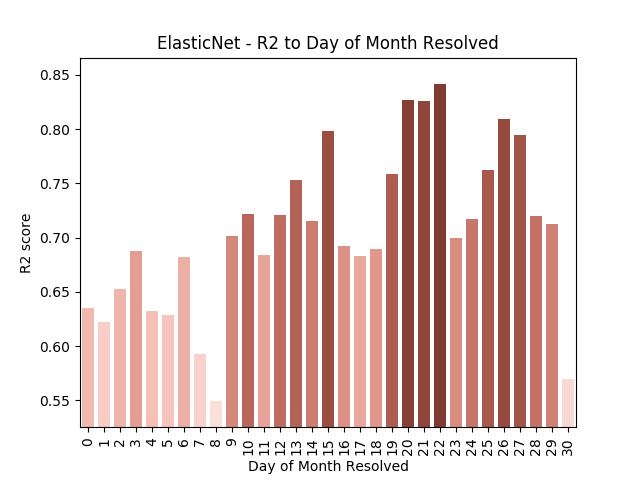 ElasticNet - R2 to Day of Month Resolved
R2 score
0.85
0.80
0.75
0.70
0.65
0.60
0.55
0 1 2 3 4 5 6 7 8 9 10 11 12 13 14 15 16 17 18 19 20 21 22 23 24 25 26 27 28 29 30
Day of Month Resolved